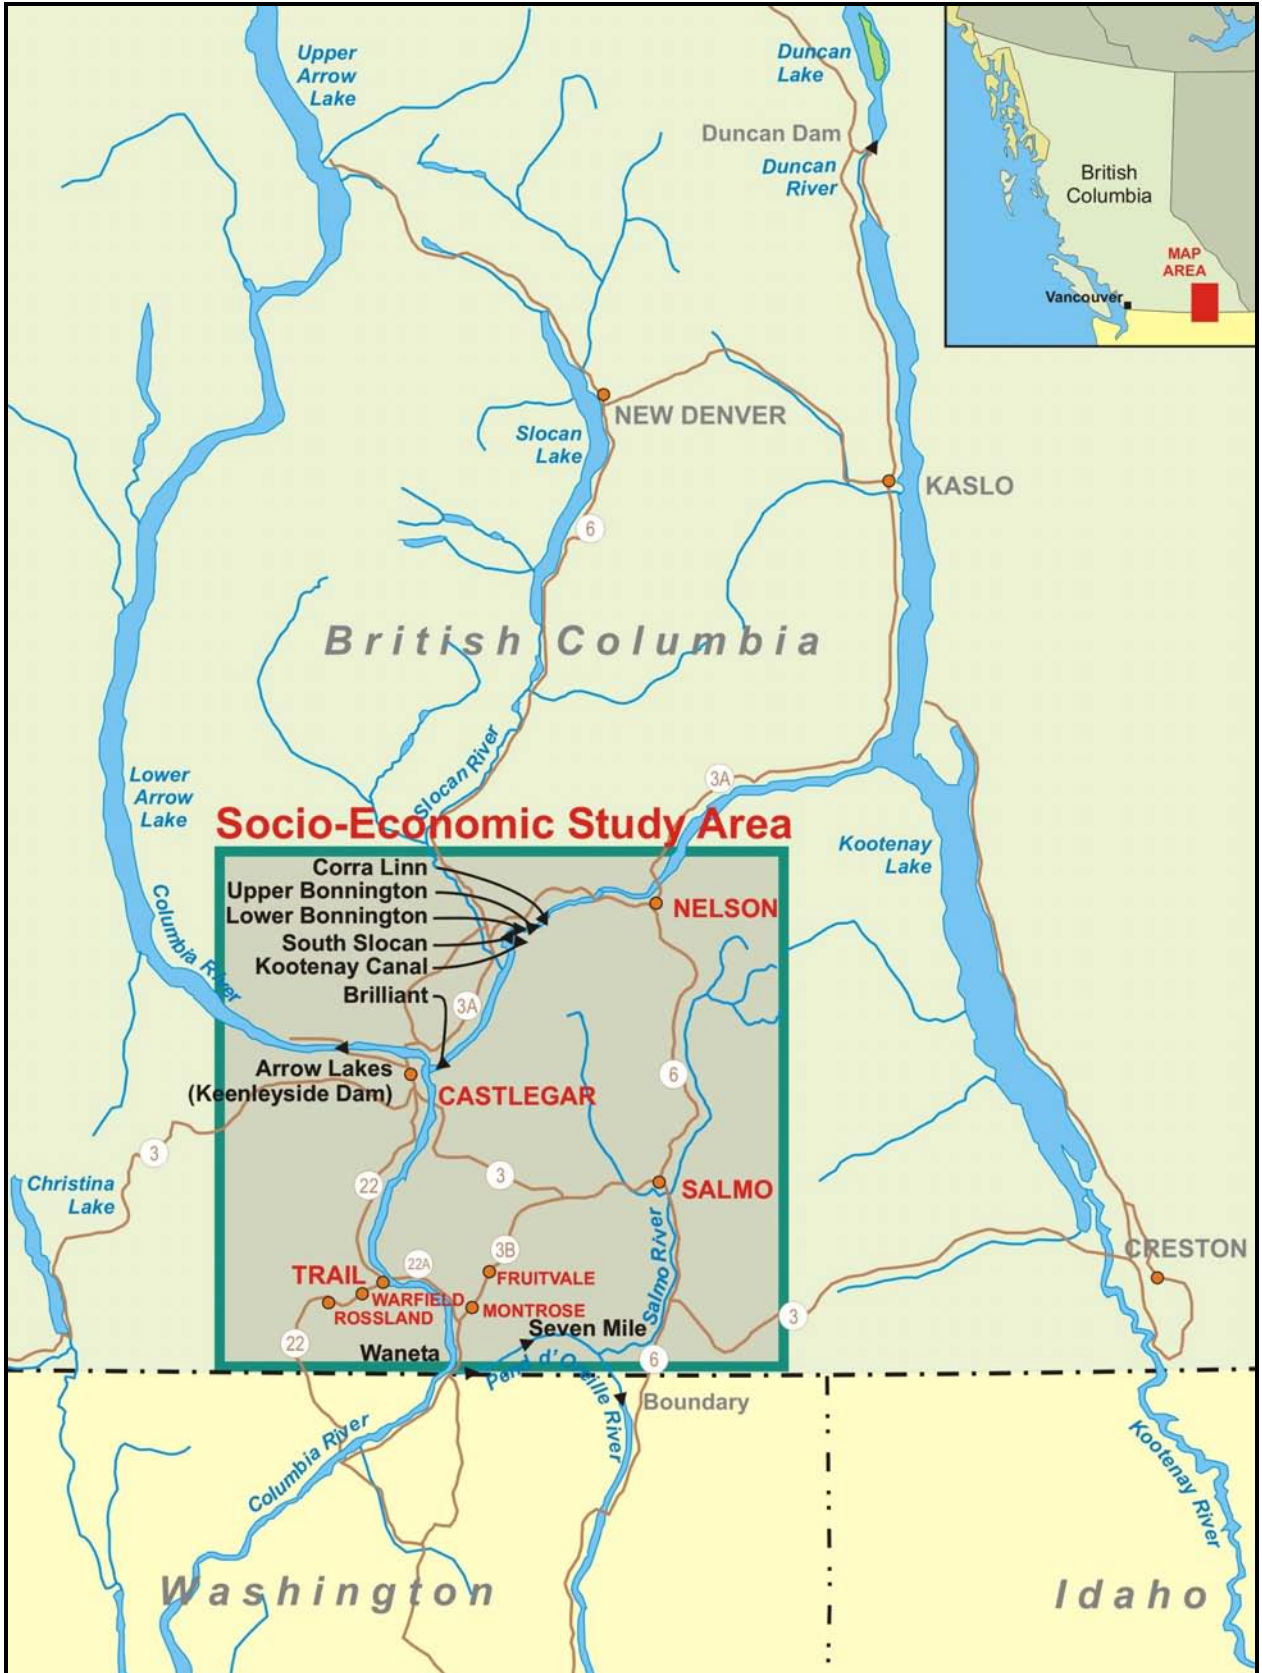 Upper
Arrow
Lake
Duncan
Lake
Duncan Dam
Duncan
River
British
Columbia
MAP
AREA
Vancouver
NEW DENVER
Slocan
Lake
KASLO
6
British Columbia
Slocan River
Lower
Arrow
Lake
3A
Socio-Economic Study Area
Kootenay
Lake
Corra Linn
Upper Bonnington
Lower Bonnington
South Slocan
Kootenay Canal
Brilliant
NELSON
Columbia River
3A
Arrow Lakes
(Keenleyside Dam)
CASTLEGAR
6
3
Christina
Lake
22
3
SALMO
Salmo River
3B
22A
CRESTON
TRAIL
FRUITVALE
WARFIELD
ROSSLAND
MONTROSE
Seven Mile
3
22
Waneta
6
Pend d'Oreille River
Boundary
Columbia River
Kootenay River
Washington
Idaho